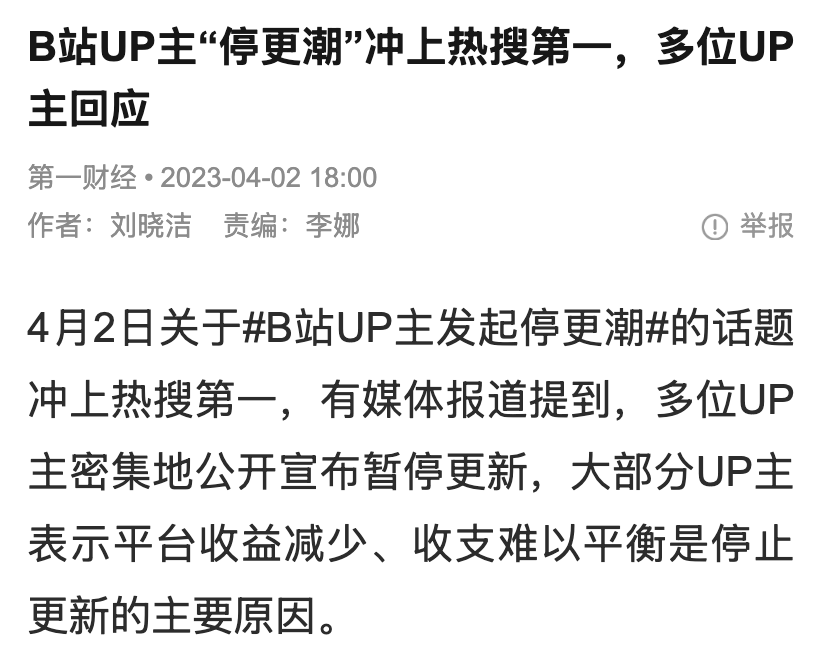 B站UP主“停更潮”冲上热搜第一，多位UP
主回应
第一财经 • 2023-04-02 18:00
作者：刘晓洁 责编：李娜
举报
4月2日关于#B站UP主发起停更潮#的话题
冲上热搜第一，有媒体报道提到，多位UP
主密集地公开宣布暂停更新，大部分UP主
表示平台收益减少、收支难以平衡是停止
更新的主要原因。